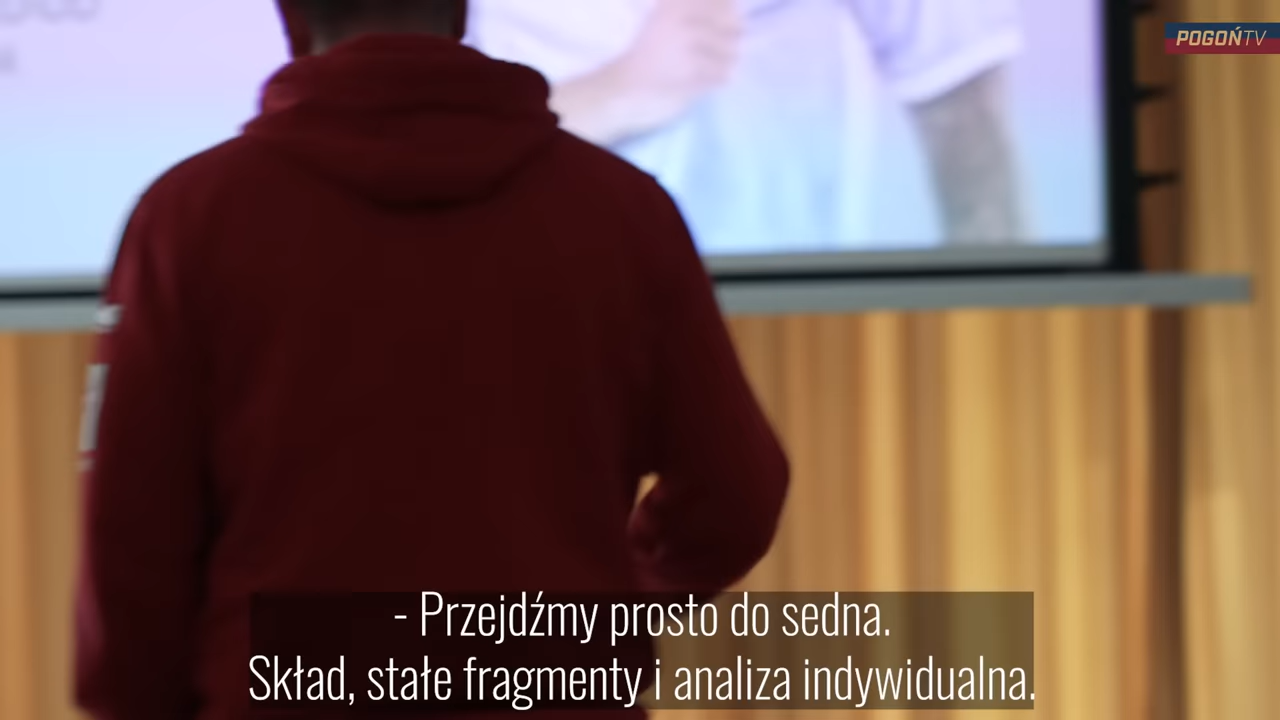 POGOŃTV
- Przejdźmy prosto do sedna.
Skład, stałe fragmenty i analiza indywidualna.